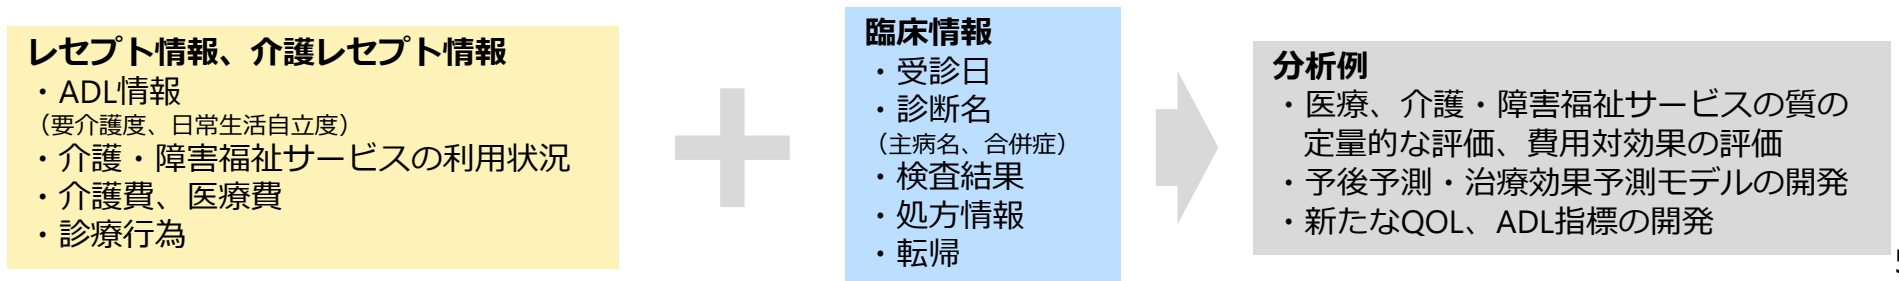 レセプト情報、介護レセプト情報
・ADL情報
（要介護度、日常生活自立度）
・介護・障害福祉サービスの利用状況
・介護費、医療費
・診療行為
臨床情報
・受診日
・診断名
（主病名、合併症）
・検査結果
・処方情報
・転帰
分析例
・医療、介護・障害福祉サービスの質の
定量的な評価、費用対効果の評価
・予後予測・治療効果予測モデルの開発
・新たなQOL、ADL指標の開発